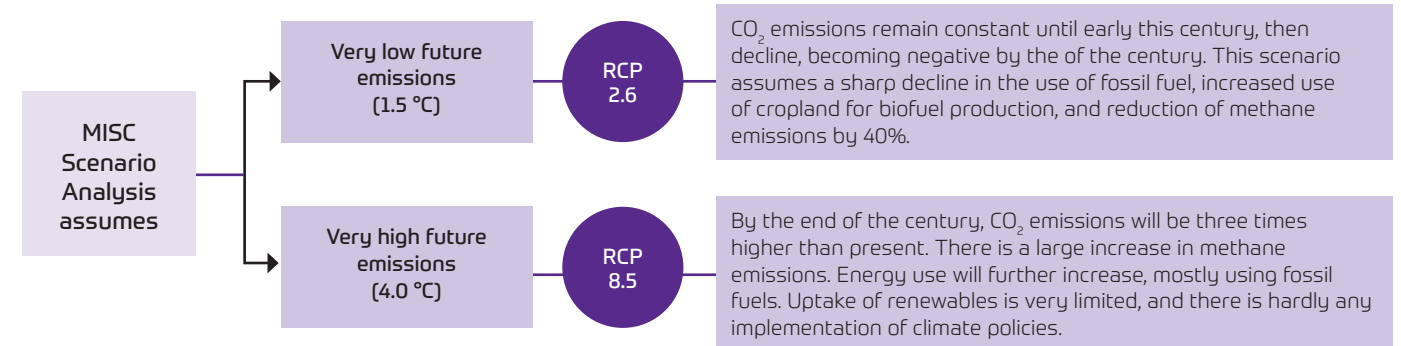 MISC
Scenario
Analysis
assumes
Very low future
emissions
(1.5 °C)
RCP
2.6
CO₂ emissions remain constant until early this century, then
decline, becoming negative by the of the century. This scenario
assumes a sharp decline in the use of fossil fuel, increased use
of cropland for biofuel production, and reduction of methane
emissions by 40%.
Very high future
emissions
(4.0 °C)
RCP
8.5
By the end of the century, CO₂ emissions will be three times
higher than present. There is a large increase in methane
emissions. Energy use will further increase, mostly using fossil
fuels. Uptake of renewables is very limited, and there is hardly any
implementation of climate policies.